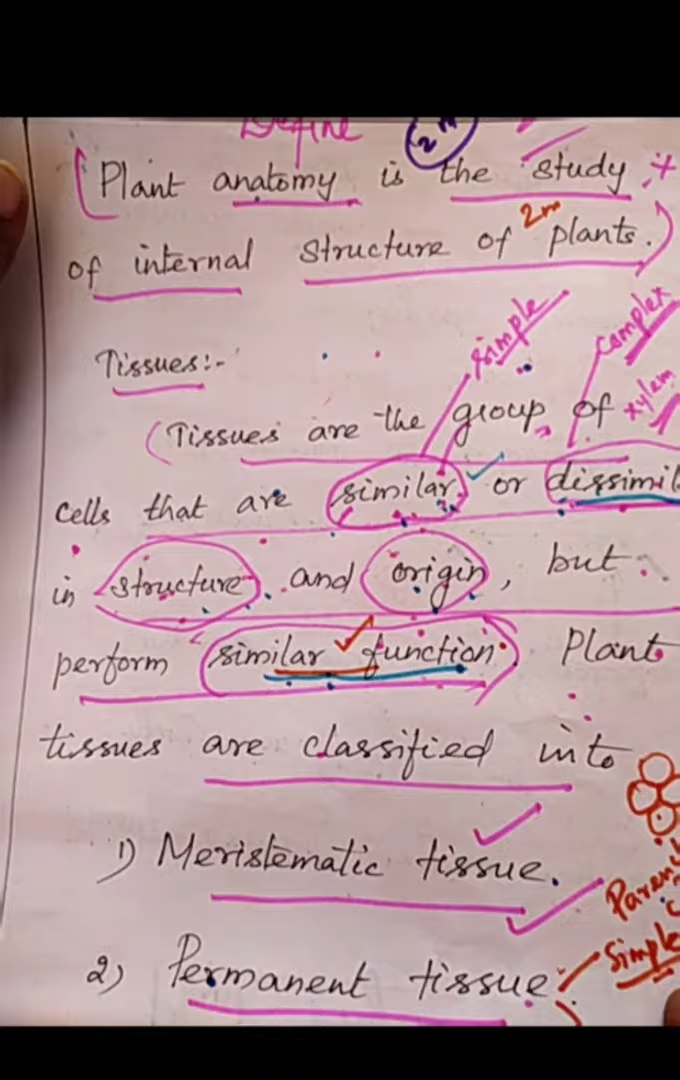 Define 2m
(Plant anatomy is the study
2m
of internal structure of plants.)
simple
complex
Tissues:-
xylem
(Tissues are the group of
cells that are similar or dissimil
in structure and origin, but
perform similar function. Plant
tissues are classified into
1) Meristematic tissue.
Paren
2) Permanent tissue
Simple